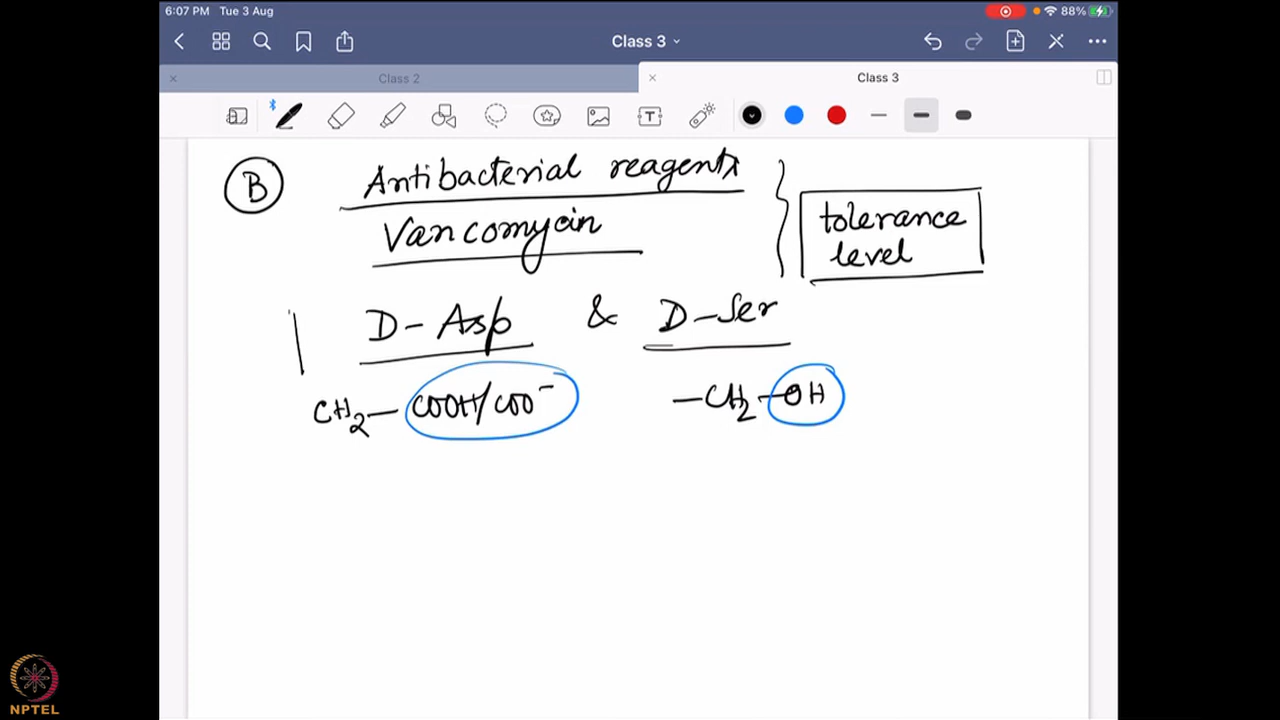 6:07 PM Tue 3 Aug
88%
Class 3
Class 2
Class 3
T
B
Antibacterial reagents
Vancomycin
tolerance
level
D-Asp & D-Ser
CH2-COOH/COO⁻
-CH2-OH
NPTEL